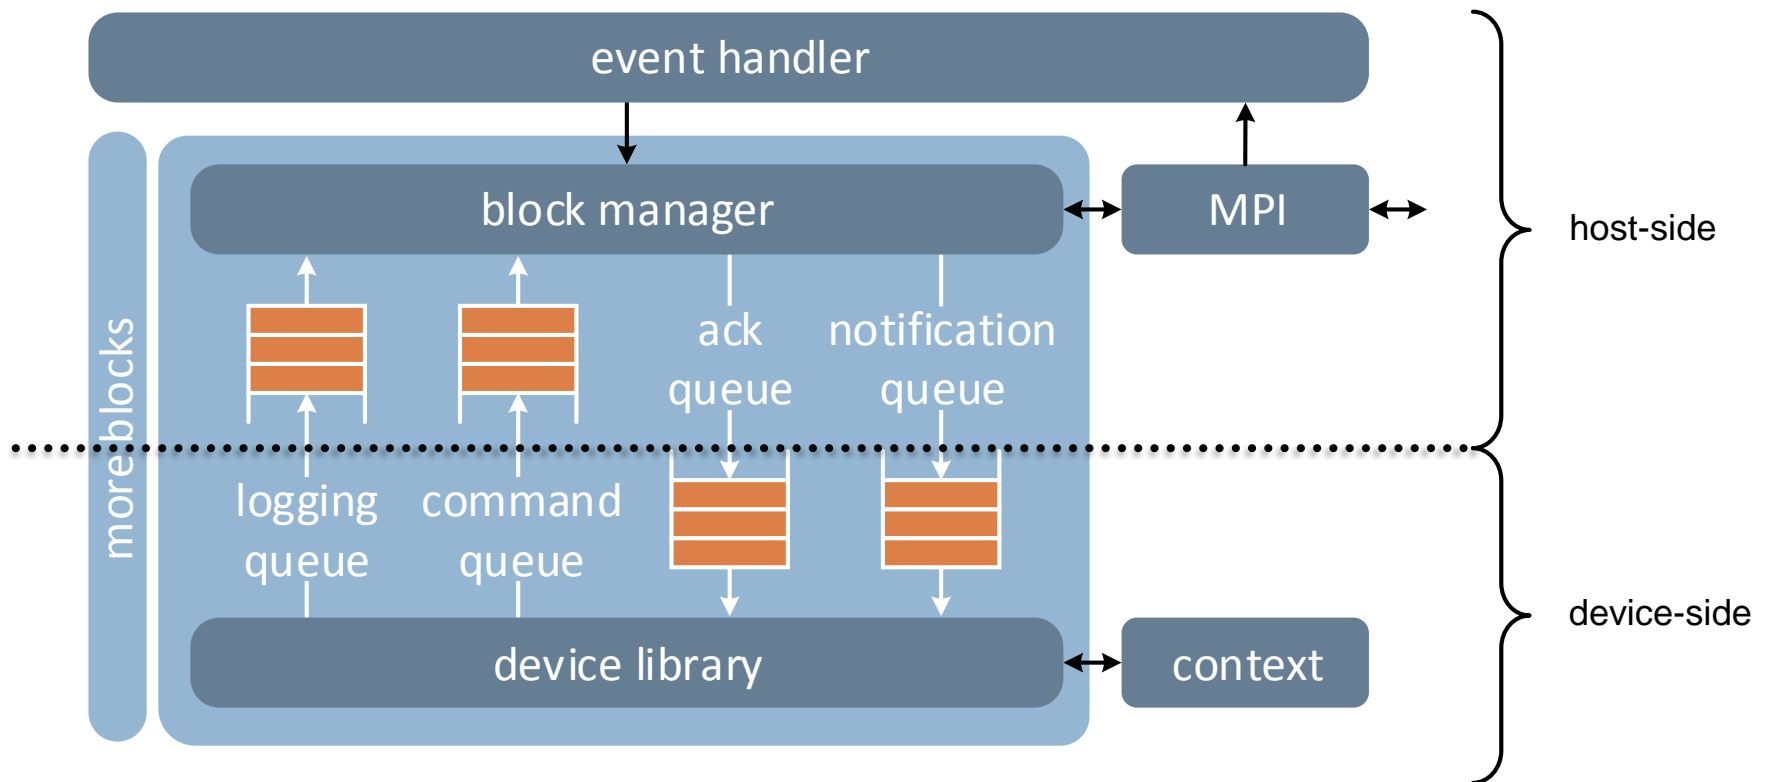 event handler
block manager
MPI
host-side
more blocks
ack
queue
notification
queue
logging
queue
command
queue
device library
context
device-side